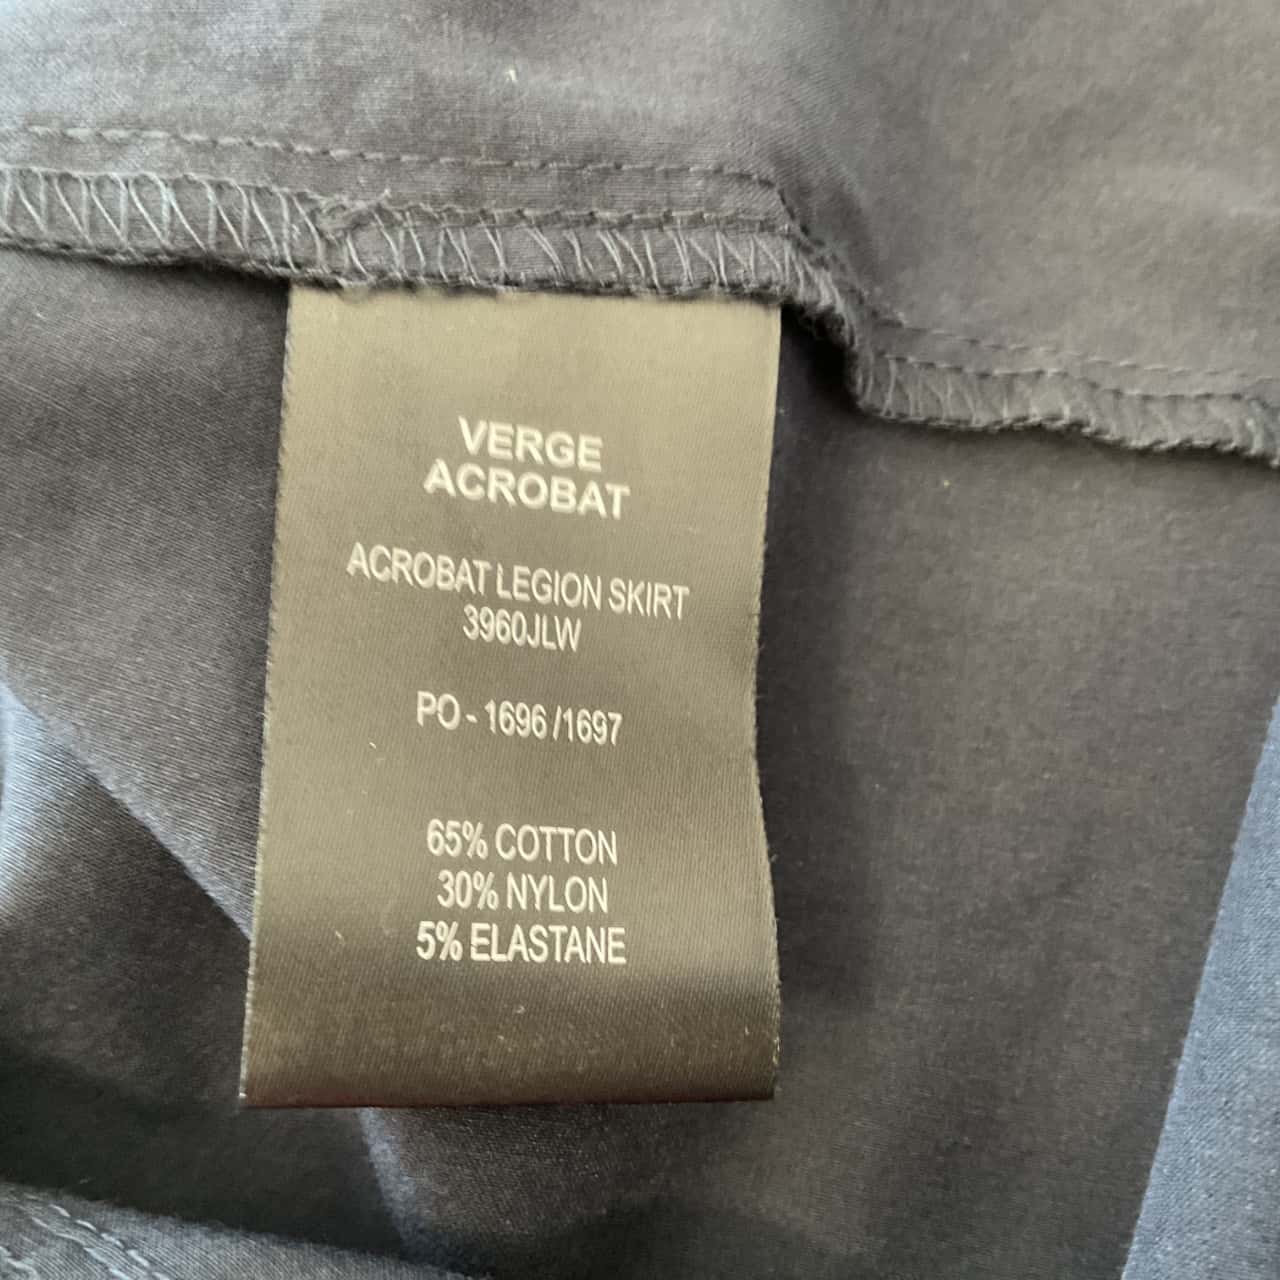 VERGE
ACROBAT
ACROBAT LEGION SKIRT
3960JLW
PO - 1696 /1697
65% COTTON
30% NYLON
5% ELASTANE